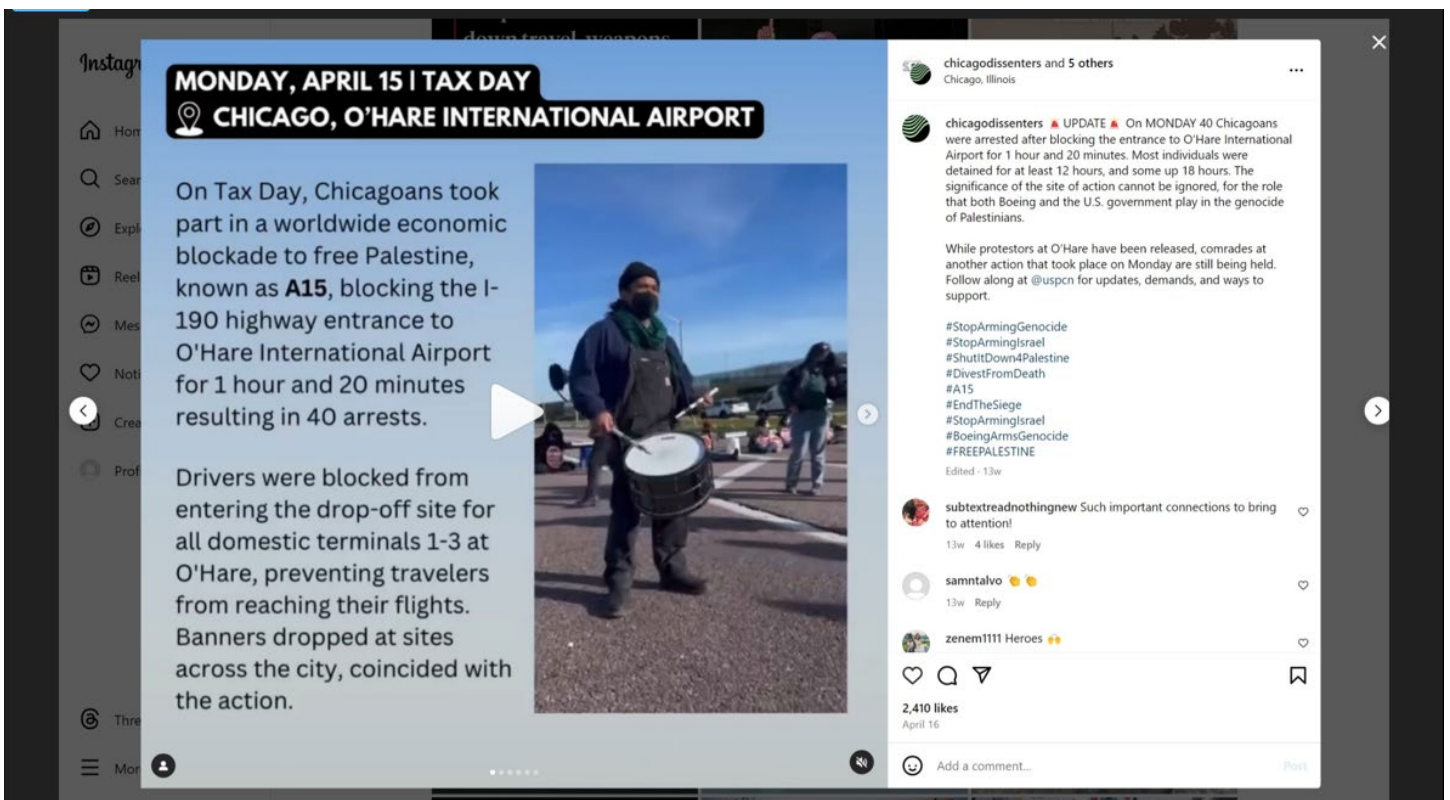 down travel, weapons
Instagr
Hom
Sear
Expl
Reel
Mes
Noti
Crea
Prof
Thre
Mor
MONDAY, APRIL 15 | TAX DAY
CHICAGO, O'HARE INTERNATIONAL AIRPORT
On Tax Day, Chicagoans took
part in a worldwide economic
blockade to free Palestine,
known as A15, blocking the I-
190 highway entrance to
O'Hare International Airport
for 1 hour and 20 minutes
resulting in 40 arrests.
Drivers were blocked from
entering the drop-off site for
all domestic terminals 1-3 at
O'Hare, preventing travelers
from reaching their flights.
Banners dropped at sites
across the city, coincided with
the action.
chicagodissenters and 5 others
Chicago, Illinois
chicagodissenters 🚨 UPDATE 🚨 On MONDAY 40 Chicagoans
were arrested after blocking the entrance to O'Hare International
Airport for 1 hour and 20 minutes. Most individuals were
detained for at least 12 hours, and some up 18 hours. The
significance of the site of action cannot be ignored, for the role
that both Boeing and the U.S. government play in the genocide
of Palestinians.
While protestors at O'Hare have been released, comrades at
another action that took place on Monday are still being held.
Follow along at @uspcn for updates, demands, and ways to
support.
#StopArmingGenocide
#StopArmingIsrael
#ShutItDown4Palestine
#DivestFromDeath
#A15
#EndTheSiege
#StopArmingIsrael
#BoeingArmsGenocide
#FREEPALESTINE
Edited · 13w
subtextreadnothingnew Such important connections to bring
to attention!
13w 4 likes Reply
samntalvo 👏 👏
13w Reply
zenem1111 Heroes 🙌
2,410 likes
April 16
Add a comment...
Post